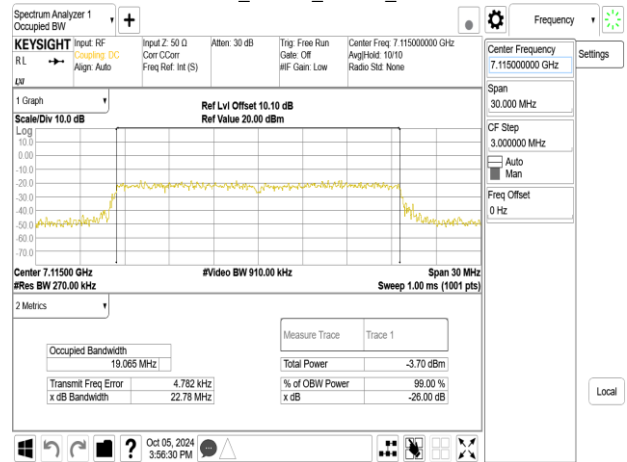 Spectrum Analyzer 1
Occupied BW
Frequency
KEYSIGHT
R L
Input: RF
Coupling: DC
Align: Auto
Input Z: 50 Ω
Corr CCorr
Freq Ref: Int (S)
Atten: 30 dB
Trig: Free Run
Gate: Off
#IF Gain: Low
Center Freq: 7.115000000 GHz
Avg|Hold: 10/10
Radio Std: None
LXI
Center Frequency
7.115000000 GHz
Settings
Span
30.000 MHz
CF Step
3.000000 MHz
Auto
Man
Freq Offset
0 Hz
1 Graph
Scale/Div 10.0 dB
Ref Lvl Offset 10.10 dB
Ref Value 20.00 dBm
Log
10.0
0.00
-10.0
-20.0
-30.0
-40.0
-50.0
-60.0
-70.0
Center 7.11500 GHz
#Res BW 270.00 kHz
#Video BW 910.00 kHz
Span 30 MHz
Sweep 1.00 ms (1001 pts)
2 Metrics
Measure Trace Trace 1
Occupied Bandwidth
19.065 MHz
Total Power -3.70 dBm
Transmit Freq Error 4.782 kHz
% of OBW Power 99.00 %
x dB Bandwidth 22.78 MHz
x dB -26.00 dB
Local
?
Oct 05, 2024
3:56:30 PM